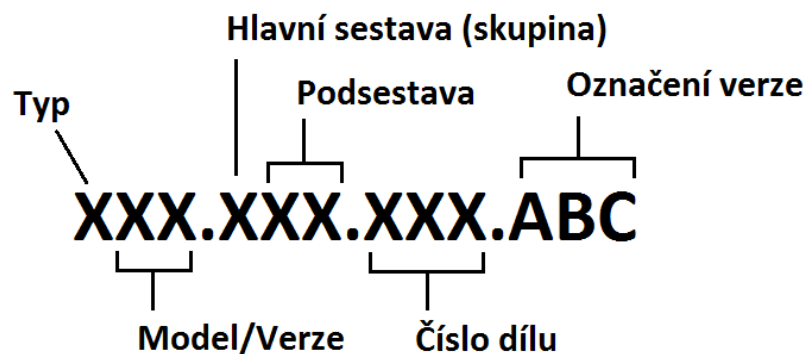 Hlavní sestava (skupina)
Typ
Podsestava
Označení verze
XXX.XXX.XXX.ABC
Model/Verze
Číslo dílu